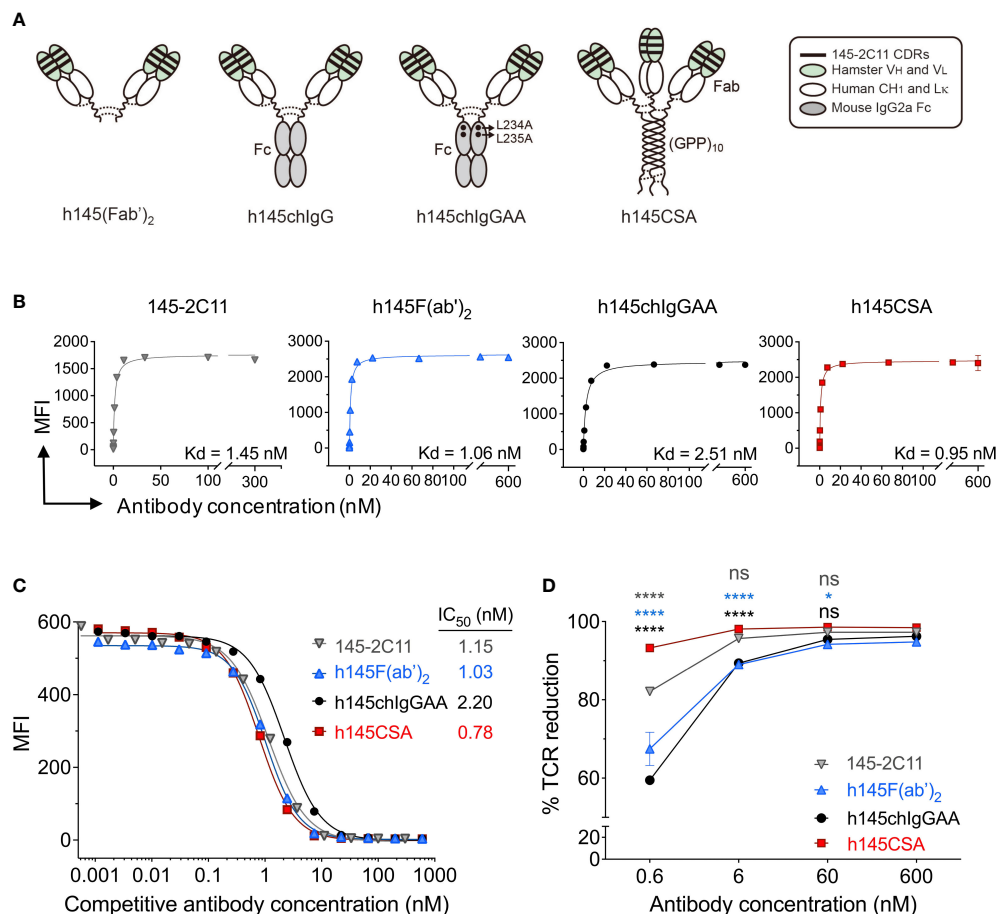 A
145-2C11 CDRs
Hamster VH and VL
Human CH1 and Lκ
Mouse IgG2a Fc
Fab
L234A
L235A
Fc
Fc
(GPP)10
h145(Fab')2
h145chIgG
h145chIgGAA
h145CSA
B
145-2C11
h145F(ab')2
h145chIgGAA
h145CSA
MFI
2000
1500
1000
500
0
Kd = 1.45 nM
0 50 100 300
3000
2000
1000
0
Kd = 1.06 nM
0 20 40 60 80 100 600
3000
2000
1000
0
Kd = 2.51 nM
0 20 40 60 80 100 600
3000
2000
1000
0
Kd = 0.95 nM
0 20 40 60 80 100 600
Antibody concentration (nM)
C
MFI
600
400
200
0
IC50 (nM)
145-2C11 1.15
h145F(ab')2 1.03
h145chIgGAA 2.20
h145CSA 0.78
0.001 0.01 0.1 1 10 100 1000
Competitive antibody concentration (nM)
D
% TCR reduction
ns ns
**** **** *
**** **** ns
****
100
80
60
20
0
145-2C11
h145F(ab')2
h145chIgGAA
h145CSA
0.6 6 60 600
Antibody concentration (nM)